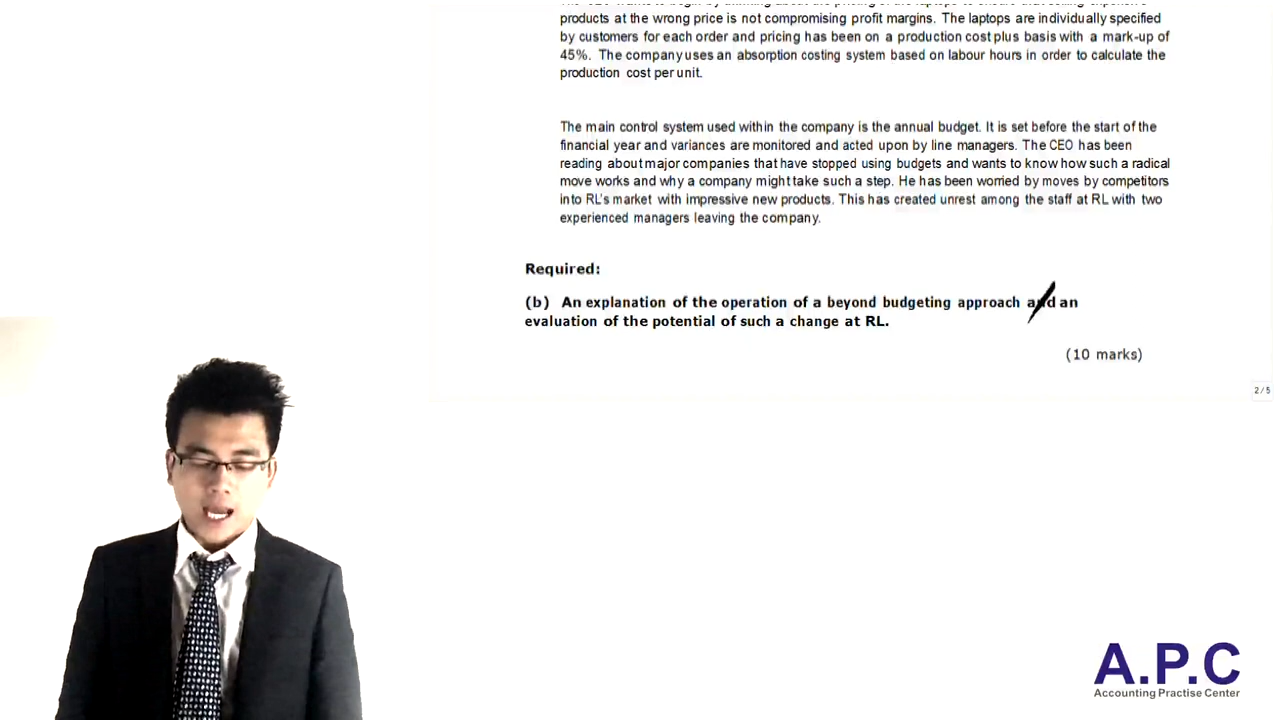 products at the wrong price is not compromising profit margins. The laptops are individually specified
by customers for each order and pricing has been on a production cost plus basis with a mark-up of
45%. The company uses an absorption costing system based on labour hours in order to calculate the
production cost per unit.
The main control system used within the company is the annual budget. It is set before the start of the
financial year and variances are monitored and acted upon by line managers. The CEO has been
reading about major companies that have stopped using budgets and wants to know how such a radical
move works and why a company might take such a step. He has been worried by moves by competitors
into RL's market with impressive new products. This has created unrest among the staff at RL with two
experienced managers leaving the company.
Required:
(b) An explanation of the operation of a beyond budgeting approach and an
evaluation of the potential of such a change at RL.
(10 marks)
2/5
A.P.C
Accounting Practise Center